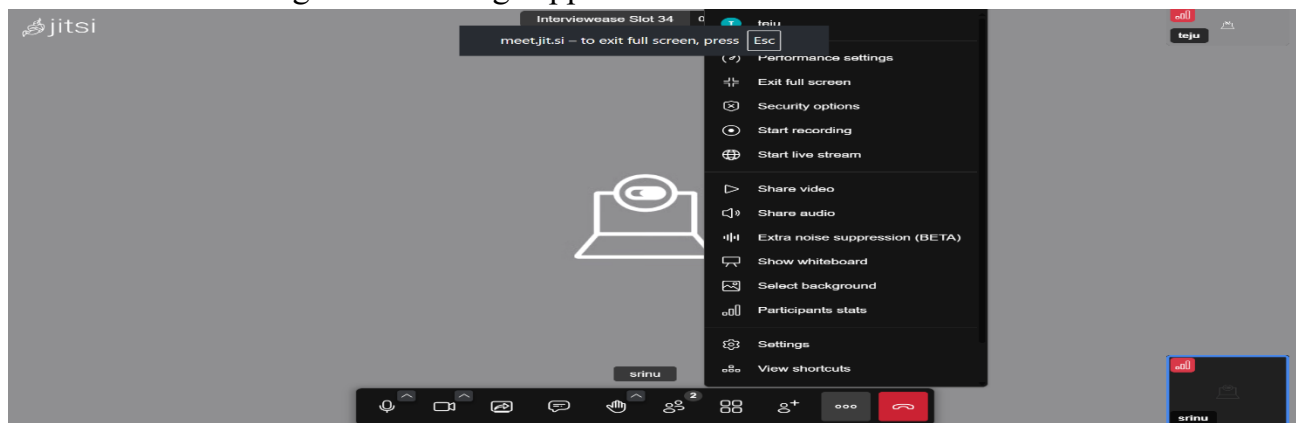 jitsi
Interviewease Slot 34
meet.jit.si – to exit full screen, press Esc
T teju
teju
Performance settings
Exit full screen
Security options
Start recording
Start live stream
Share video
Share audio
Extra noise suppression (BETA)
Show whiteboard
Select background
Participants stats
Settings
View shortcuts
srinu
2
srinu